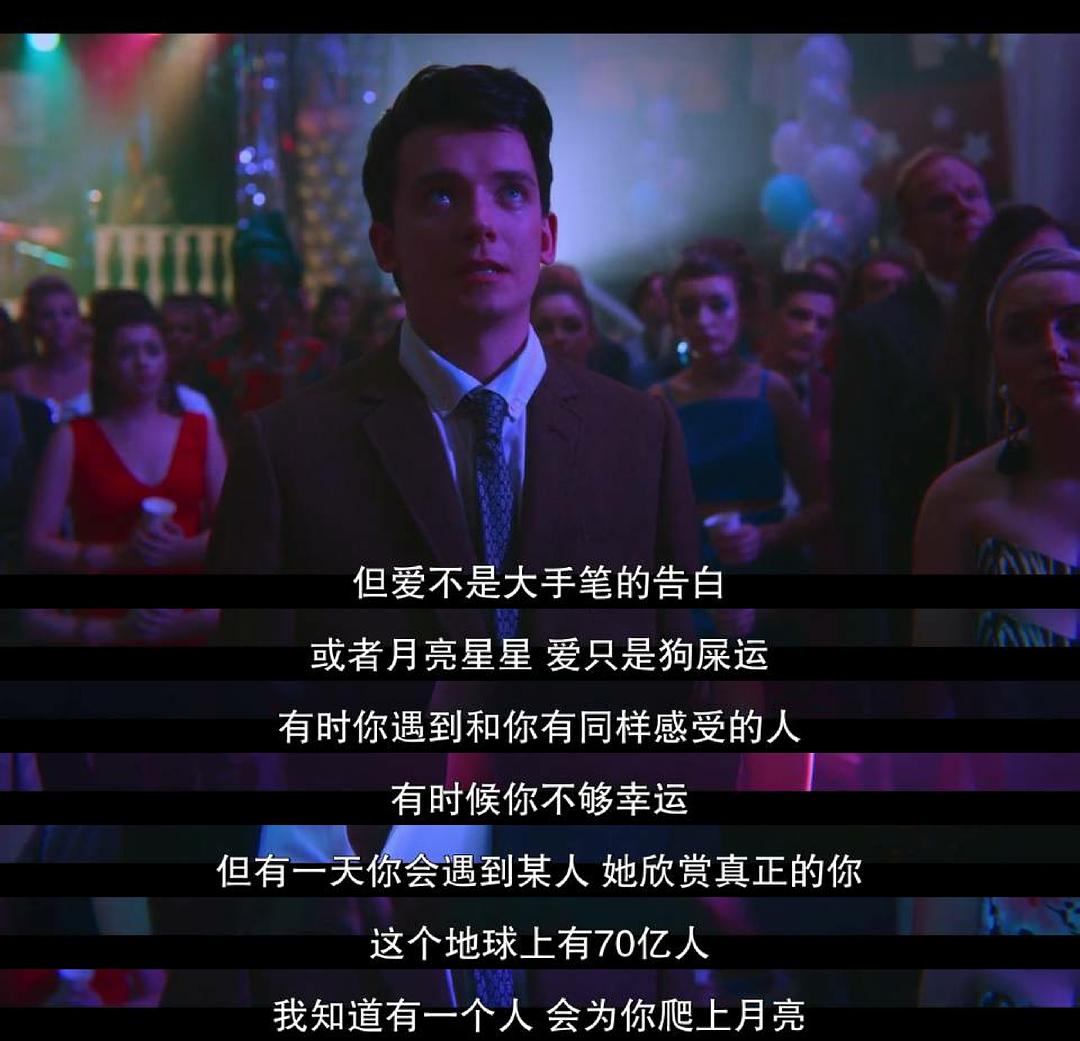 但爱不是大手笔的告白
或者月亮星星 爱只是狗屎运
有时你遇到和你有同样感受的人
有时候你不够幸运
但有一天你会遇到某人 她欣赏真正的你
这个地球上有70亿人
我知道有一个人 会为你爬上月亮